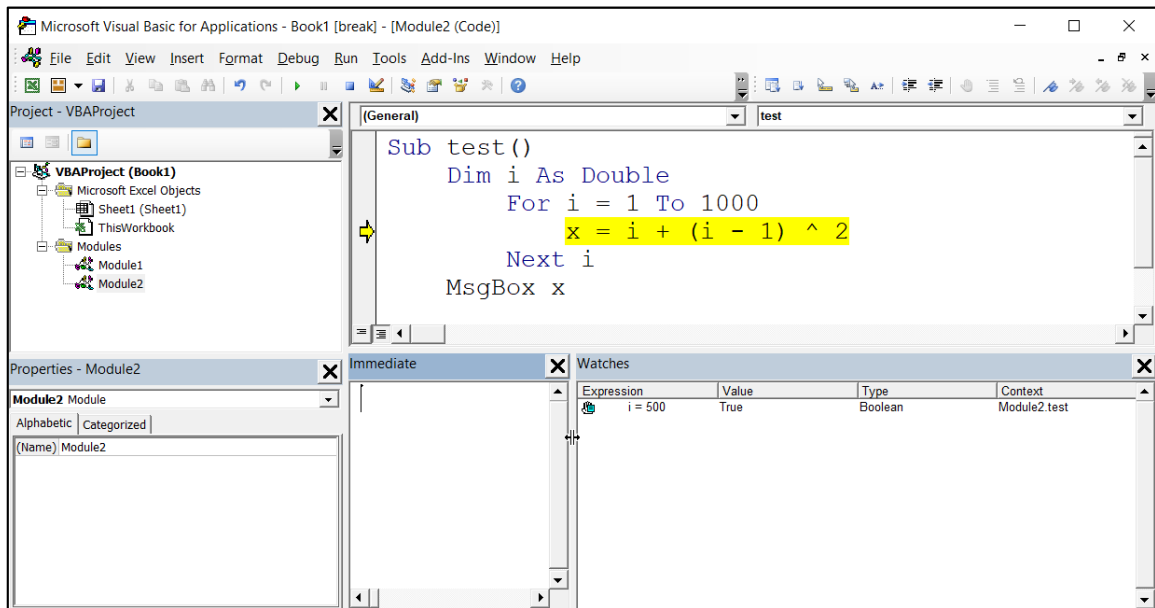 Microsoft Visual Basic for Applications - Book1 [break] - [Module2 (Code)]
File Edit View Insert Format Debug Run Tools Add-Ins Window Help
Project - VBAProject
VBAProject (Book1)
Microsoft Excel Objects
Sheet1 (Sheet1)
ThisWorkbook
Modules
Module1
Module2
Properties - Module2
Module2 Module
Alphabetic Categorized
(Name) Module2
(General) test
Sub test()
Dim i As Double
For i = 1 To 1000
x = i + (i - 1) ^ 2
Next i
MsgBox x
Immediate
Watches
Expression Value Type Context
i = 500 True Boolean Module2.test